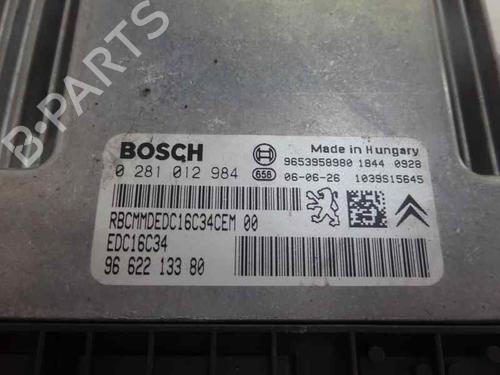 BOSCH
Made in Hungary
0 281 012 984
9653958980 1844 0928
658 06-06-26 1039S15645
RBCMMDEDC16C34CEM 00
EDC16C34
96 622 133 80
B-PARTS